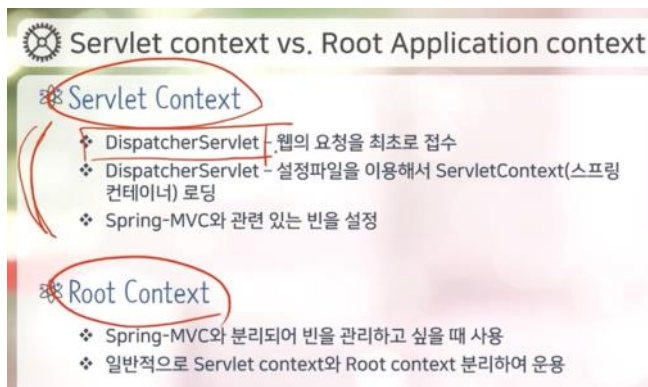 Servlet context vs. Root Application context
Servlet Context
❖ DispatcherServlet - 웹의 요청을 최초로 접수
❖ DispatcherServlet - 설정파일을 이용해서 ServletContext(스프링
컨테이너) 로딩
❖ Spring-MVC와 관련 있는 빈을 설정
Root Context
❖ Spring-MVC와 분리되어 빈을 관리하고 싶을 때 사용
❖ 일반적으로 Servlet context와 Root context 분리하여 운용